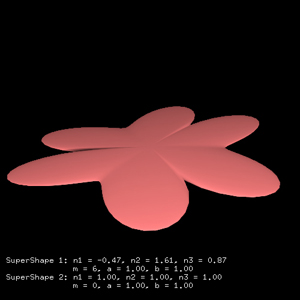 SuperShape 1: n1 = -0.47, n2 = 1.61, n3 = 0.87
m = 6, a = 1.00, b = 1.00
SuperShape 2: n1 = 1.00, n2 = 1.00, n3 = 1.00
m = 0, a = 1.00, b = 1.00